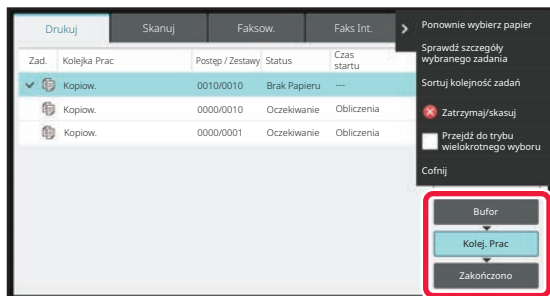 Drukuj
Skanuj
Faksow.
Faks Int.
Zad.
Kolejka Prac
Postęp / Zestawy
Status
Czas
startu
Kopiow.
0010/0010
Brak Papieru
---
Kopiow.
0000/0010
Oczekiwanie
Obliczenia
Kopiow.
0000/0001
Oczekiwanie
Obliczenia
Ponownie wybierz papier
Sprawdź szczegóły
wybranego zadania
Sortuj kolejność zadań
Zatrzymaj/skasuj
Przejdź do trybu
wielokrotnego wyboru
Cofnij
Bufor
Kolej. Prac
Zakończono